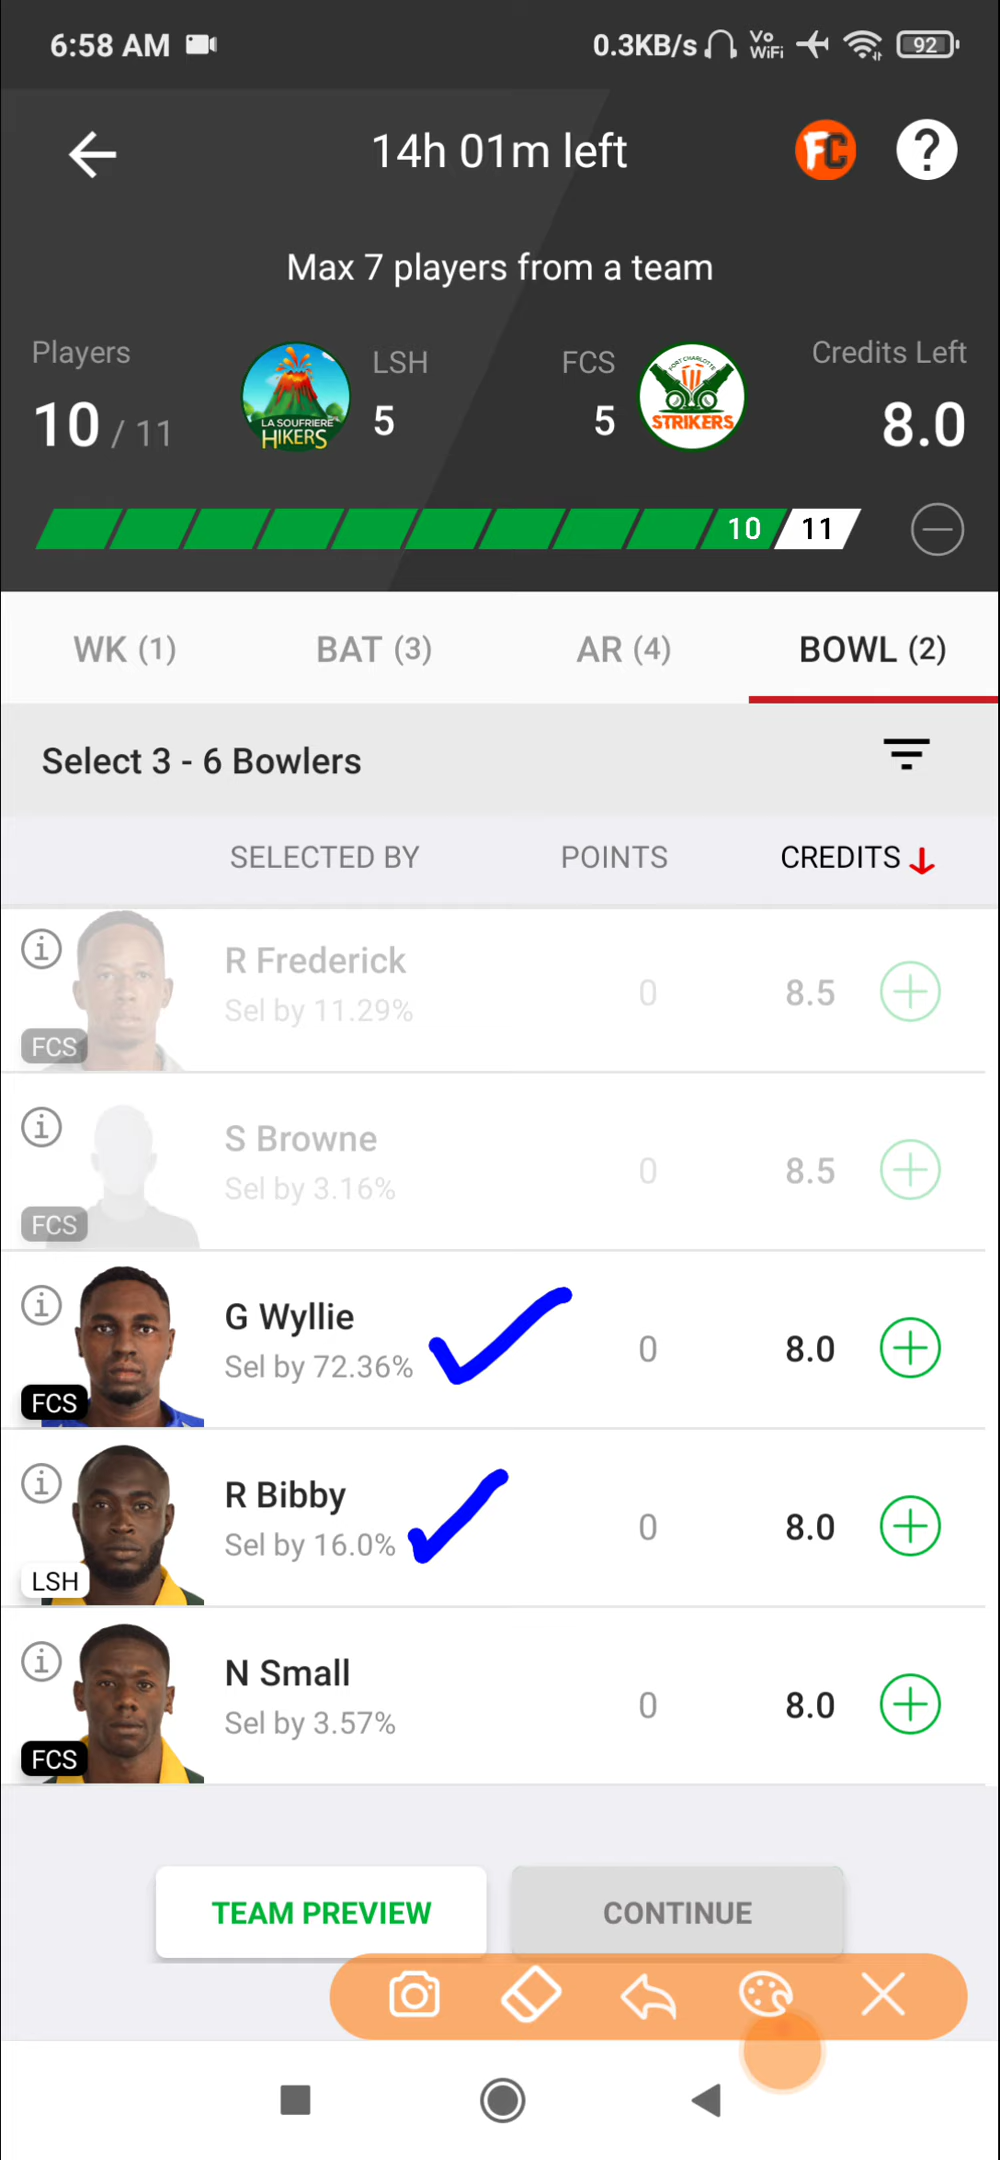 6:58 AM 0.3KB/s Vo WiFi 92
14h 01m left FC ?
Max 7 players from a team
Players LSH FCS Credits Left
10 / 11 5 5 8.0
LA SOUFRIERE HIKERS
FORT CHARLOTTE STRIKERS
10 11
WK (1) BAT (3) AR (4) BOWL (2)
Select 3 - 6 Bowlers
SELECTED BY POINTS CREDITS
R Frederick
Sel by 11.29% 0 8.5
FCS
S Browne
Sel by 3.16% 0 8.5
FCS
G Wyllie
Sel by 72.36% 0 8.0
FCS
R Bibby
Sel by 16.0% 0 8.0
LSH
N Small
Sel by 3.57% 0 8.0
FCS
TEAM PREVIEW CONTINUE